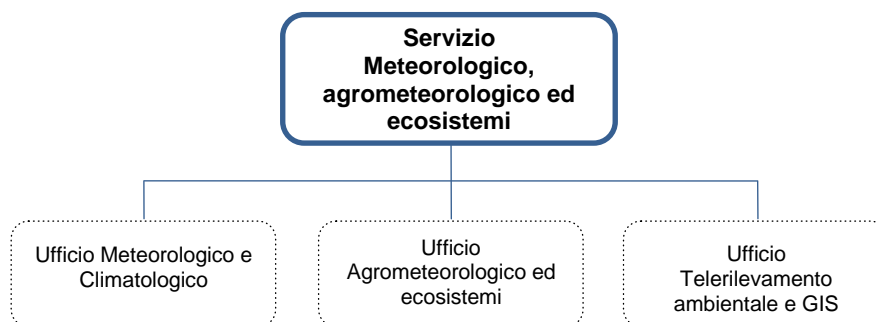 Servizio
Meteorologico,
agrometeorologico ed
ecosistemi
Ufficio Meteorologico e
Climatologico
Ufficio
Agrometeorologico ed
ecosistemi
Ufficio
Telerilevamento
ambientale e GIS